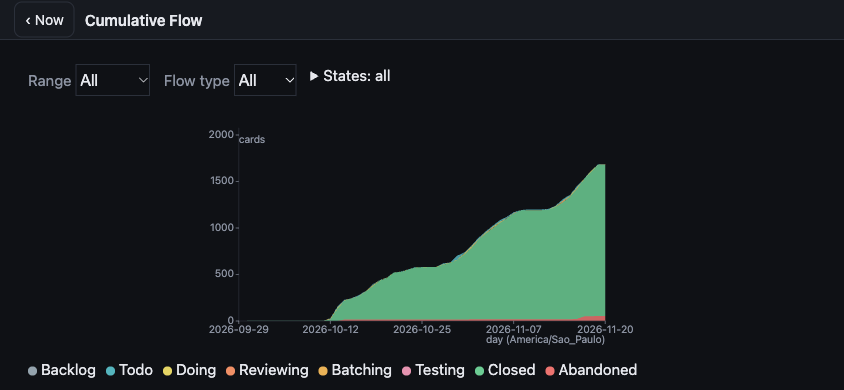 ‹ Now Cumulative Flow
Range All Flow type All ▶ States: all
2000
cards
1500
1000
500
0
2026-09-29 2026-10-12 2026-10-25 2026-11-07 2026-11-20
day (America/Sao_Paulo)
Backlog Todo Doing Reviewing Batching Testing Closed Abandoned